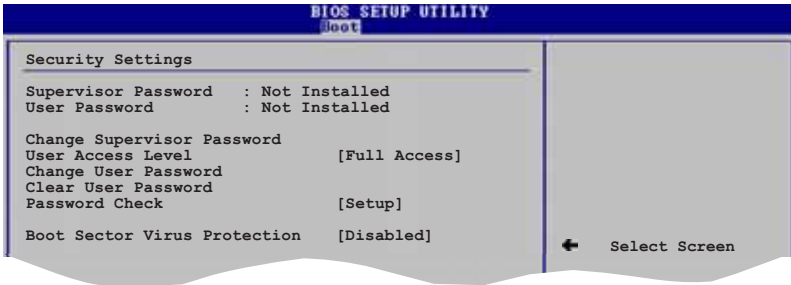 BIOS SETUP UTILITY
Boot
Security Settings
Supervisor Password : Not Installed
User Password : Not Installed
Change Supervisor Password
User Access Level [Full Access]
Change User Password
Clear User Password
Password Check [Setup]
Boot Sector Virus Protection [Disabled]
Select Screen